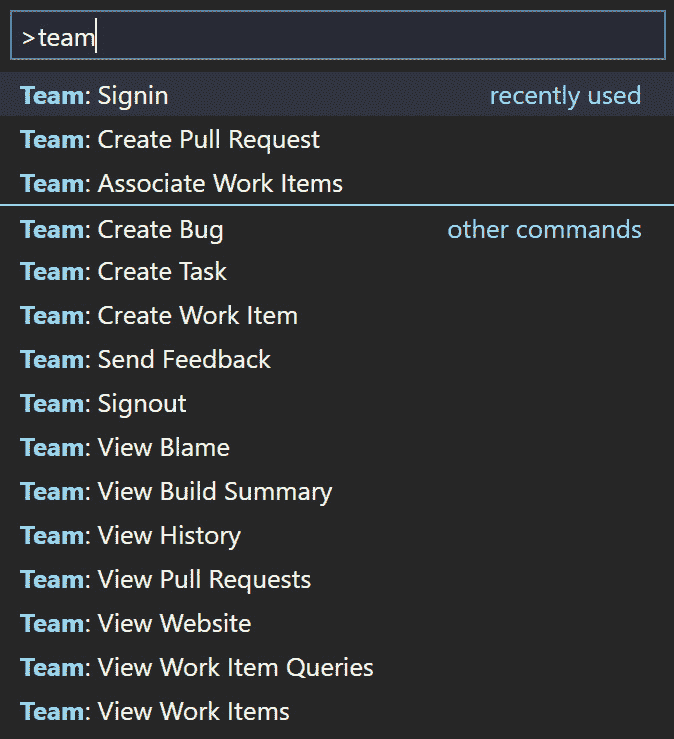 >team
Team: Signin recently used
Team: Create Pull Request
Team: Associate Work Items
Team: Create Bug other commands
Team: Create Task
Team: Create Work Item
Team: Send Feedback
Team: Signout
Team: View Blame
Team: View Build Summary
Team: View History
Team: View Pull Requests
Team: View Website
Team: View Work Item Queries
Team: View Work Items